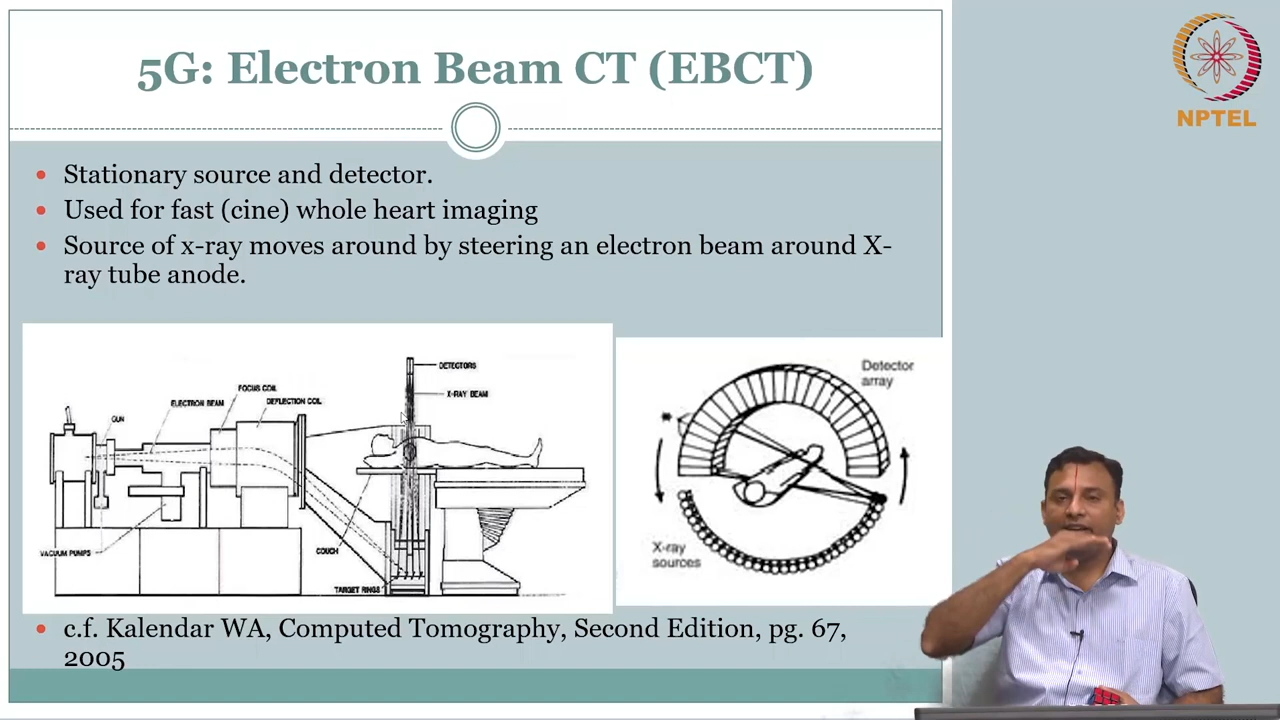 5G: Electron Beam CT (EBCT)
NPTEL
Stationary source and detector.
Used for fast (cine) whole heart imaging
Source of x-ray moves around by steering an electron beam around X-
ray tube anode.
DETECTORS
X-RAY BEAM
FOCUS COIL
DEFLECTION COIL
ELECTRON BEAM
GUN
VACUUM PUMPS
COUCH
TARGET RINGS
Detector
array
X-ray
sources
c.f. Kalendar WA, Computed Tomography, Second Edition, pg. 67,
2005